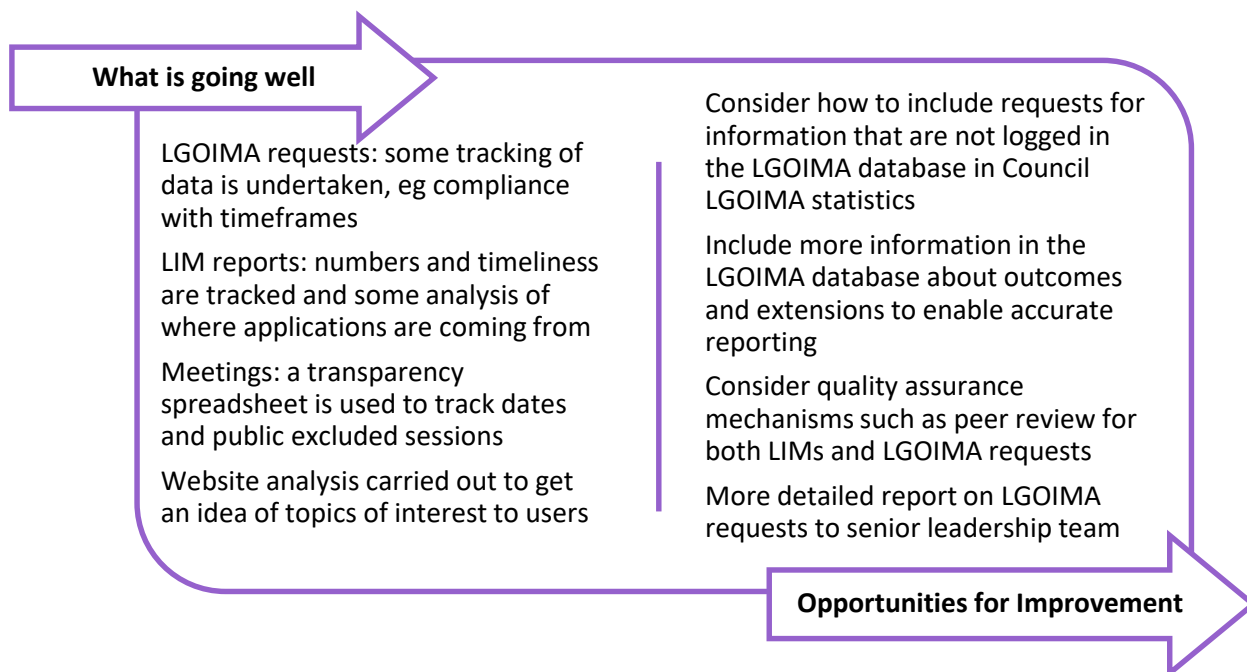 What is going well
LGOIMA requests: some tracking of
data is undertaken, eg compliance
with timeframes
LIM reports: numbers and timeliness
are tracked and some analysis of
where applications are coming from
Meetings: a transparency
spreadsheet is used to track dates
and public excluded sessions
Website analysis carried out to get
an idea of topics of interest to users
Consider how to include requests for
information that are not logged in
the LGOIMA database in Council
LGOIMA statistics
Include more information in the
LGOIMA database about outcomes
and extensions to enable accurate
reporting
Consider quality assurance
mechanisms such as peer review for
both LIMs and LGOIMA requests
More detailed report on LGOIMA
requests to senior leadership team
Opportunities for Improvement